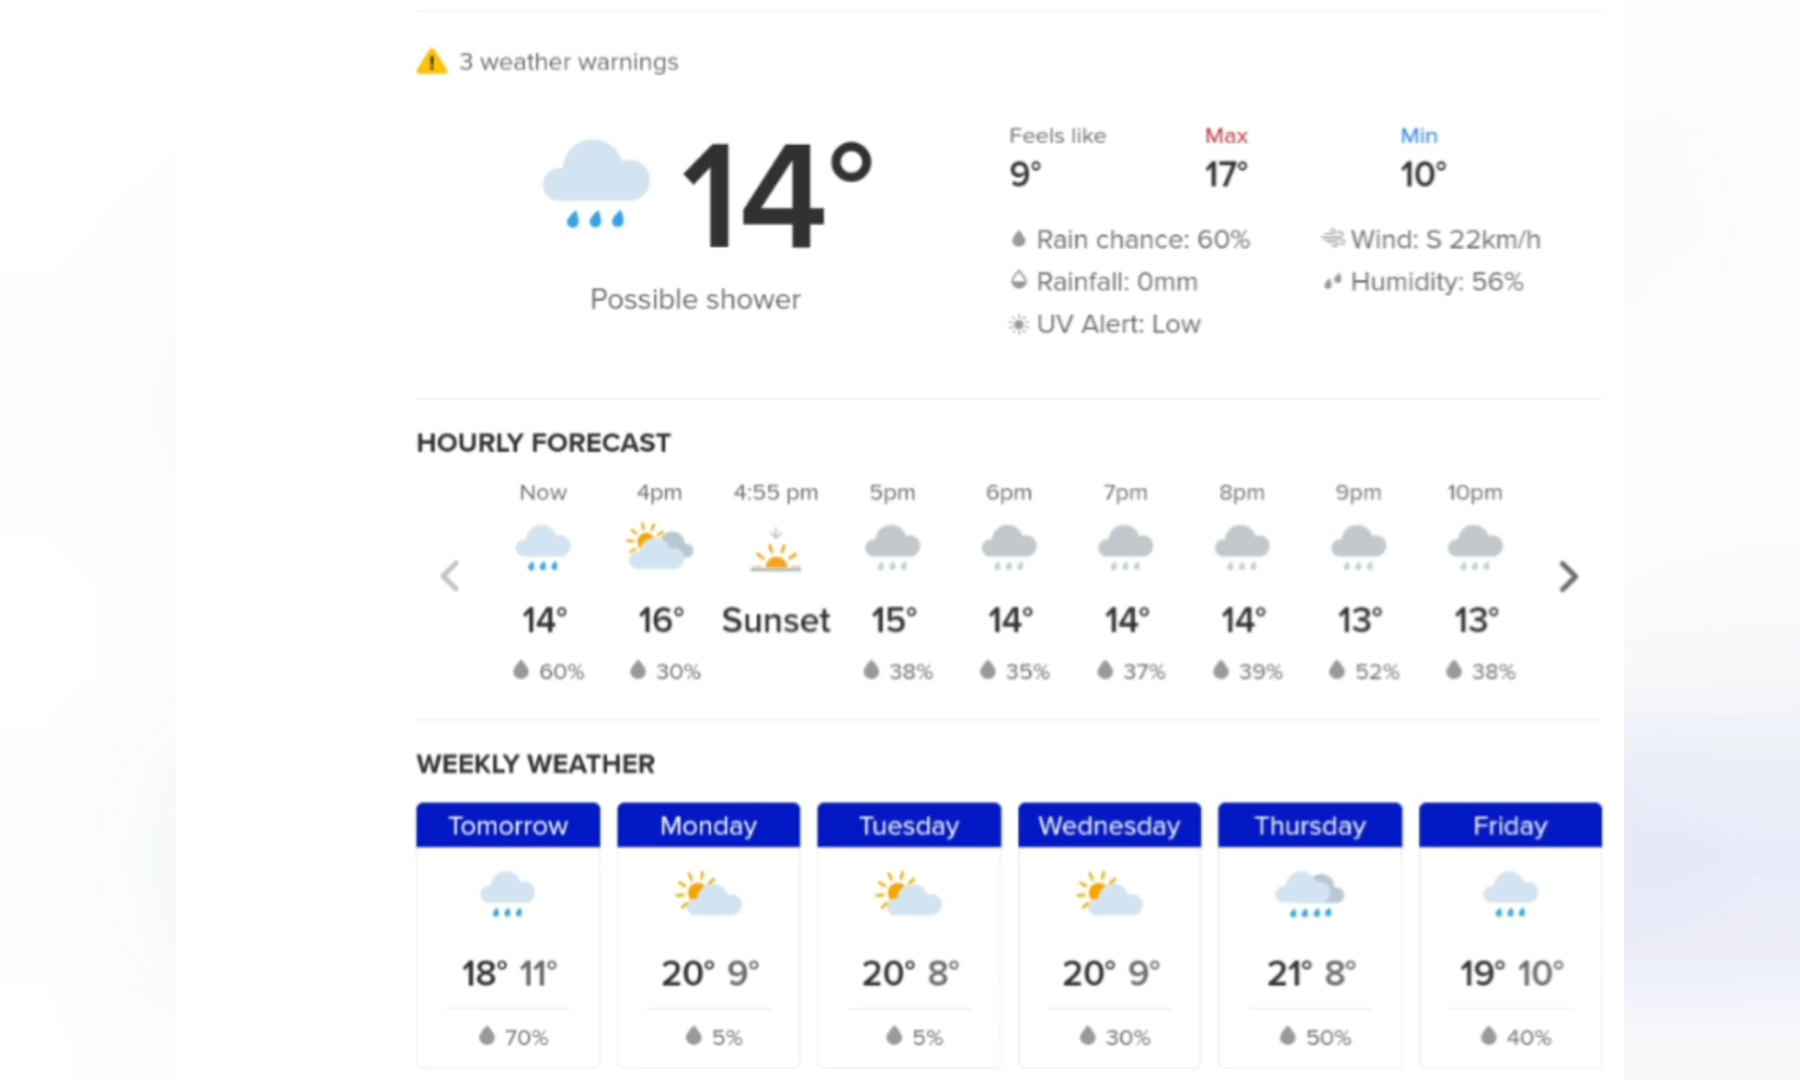 3 weather warnings
14°
Possible shower
Feels like Max Min
9° 17° 10°
Rain chance: 60% Wind: S 22km/h
Rainfall: 0mm Humidity: 56%
UV Alert: Low
HOURLY FORECAST
Now 4pm 4:55 pm 5pm 6pm 7pm 8pm 9pm 10pm
14° 16° Sunset 15° 14° 14° 14° 13° 13°
60% 30% 38% 35% 37% 39% 52% 38%
WEEKLY WEATHER
Tomorrow Monday Tuesday Wednesday Thursday Friday
18° 11° 20° 9° 20° 8° 20° 9° 21° 8° 19° 10°
70% 5% 5% 30% 50% 40%